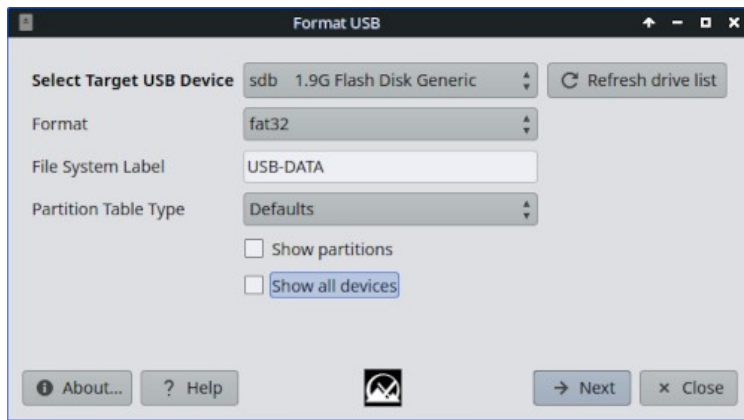 Format USB
Select Target USB Device sdb 1.9G Flash Disk Generic Refresh drive list
Format fat32
File System Label USB-DATA
Partition Table Type Defaults
Show partitions
Show all devices
About... ? Help Next Close